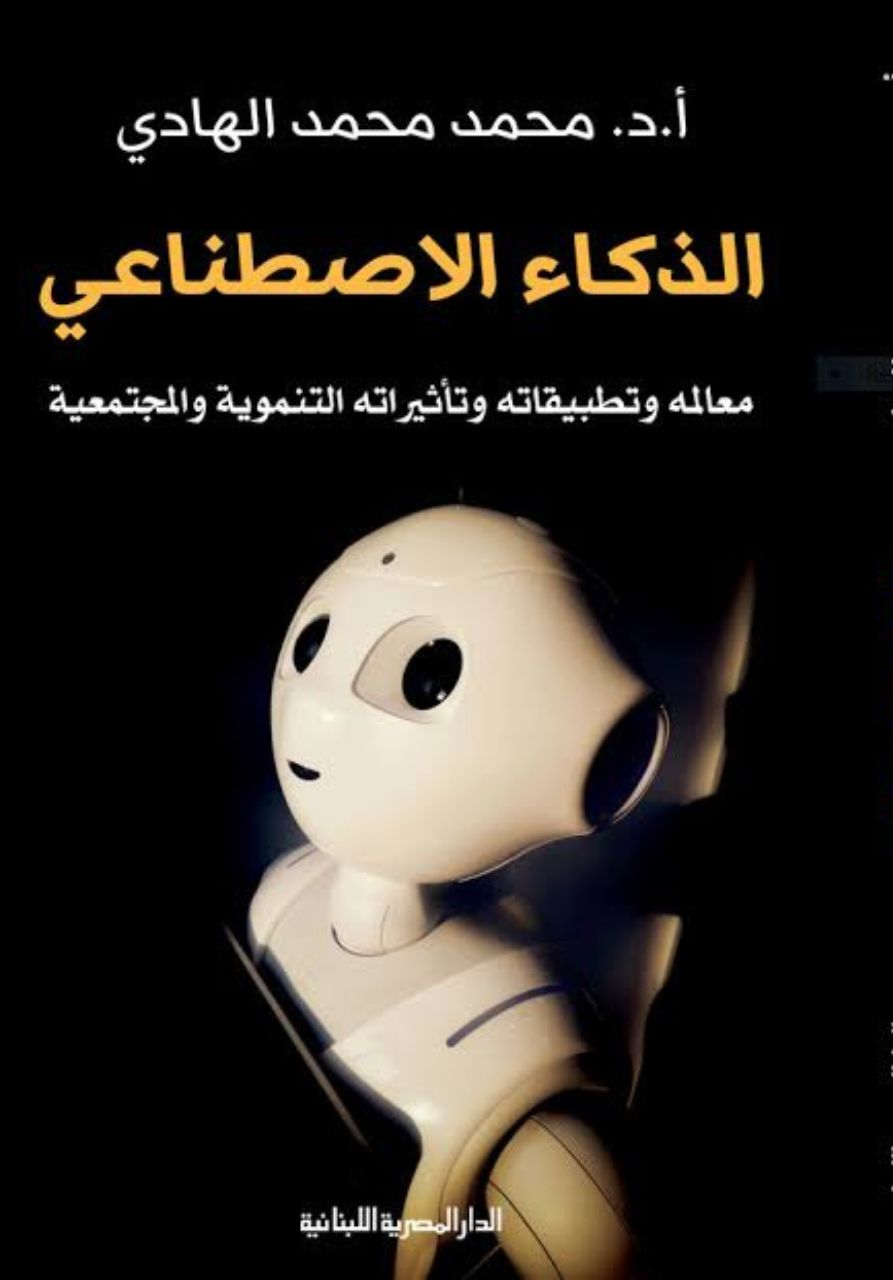 أ.د. محمد محمد الهادي
الذكاء الاصطناعي
معالمه وتطبيقاته وتأثيراته التنموية والمجتمعية
الدار المصرية اللبنانية